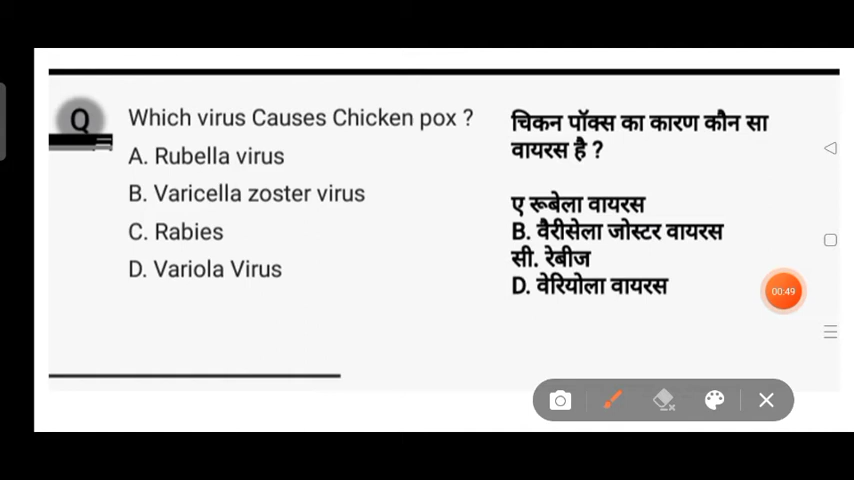 Q
Which virus Causes Chicken pox ?
A. Rubella virus
B. Varicella zoster virus
C. Rabies
D. Variola Virus
चिकन पॉक्स का कारण कौन सा
वायरस है ?
ए रूबेला वायरस
B. वैरीसेला जोस्टर वायरस
सी. रेबीज
D. वेरियोला वायरस
00:49